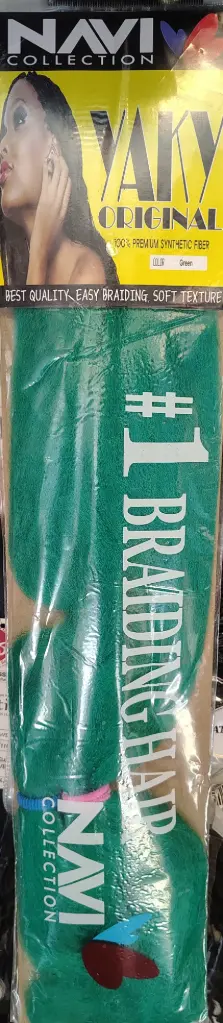 NAVI
COLLECTION
YAKY
ORIGINAL
100% PREMIUM SYNTHETIC FIBER
COLOR Green
BEST QUALITY, EASY BRAIDING, SOFT TEXTURE
#1 BRAIDING HAIR
NAVI
COLLECTION